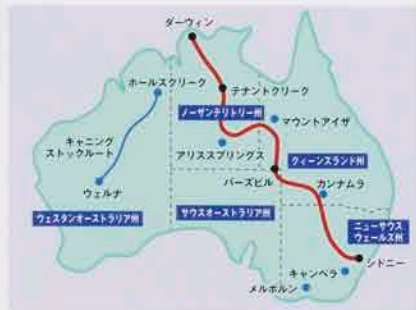 ダーウィン
ホールスクリーク
テナントクリーク
ノーザンテリトリー州
マウントアイザ
キャニング
ストックルート
アリススプリングス
クィーンスランド州
バーズビル
カンナムラ
ウェルナ
ウェスタンオーストラリア州
サウスオーストラリア州
ニューサウス
ウェールズ州
シドニー
キャンベラ
メルボルン